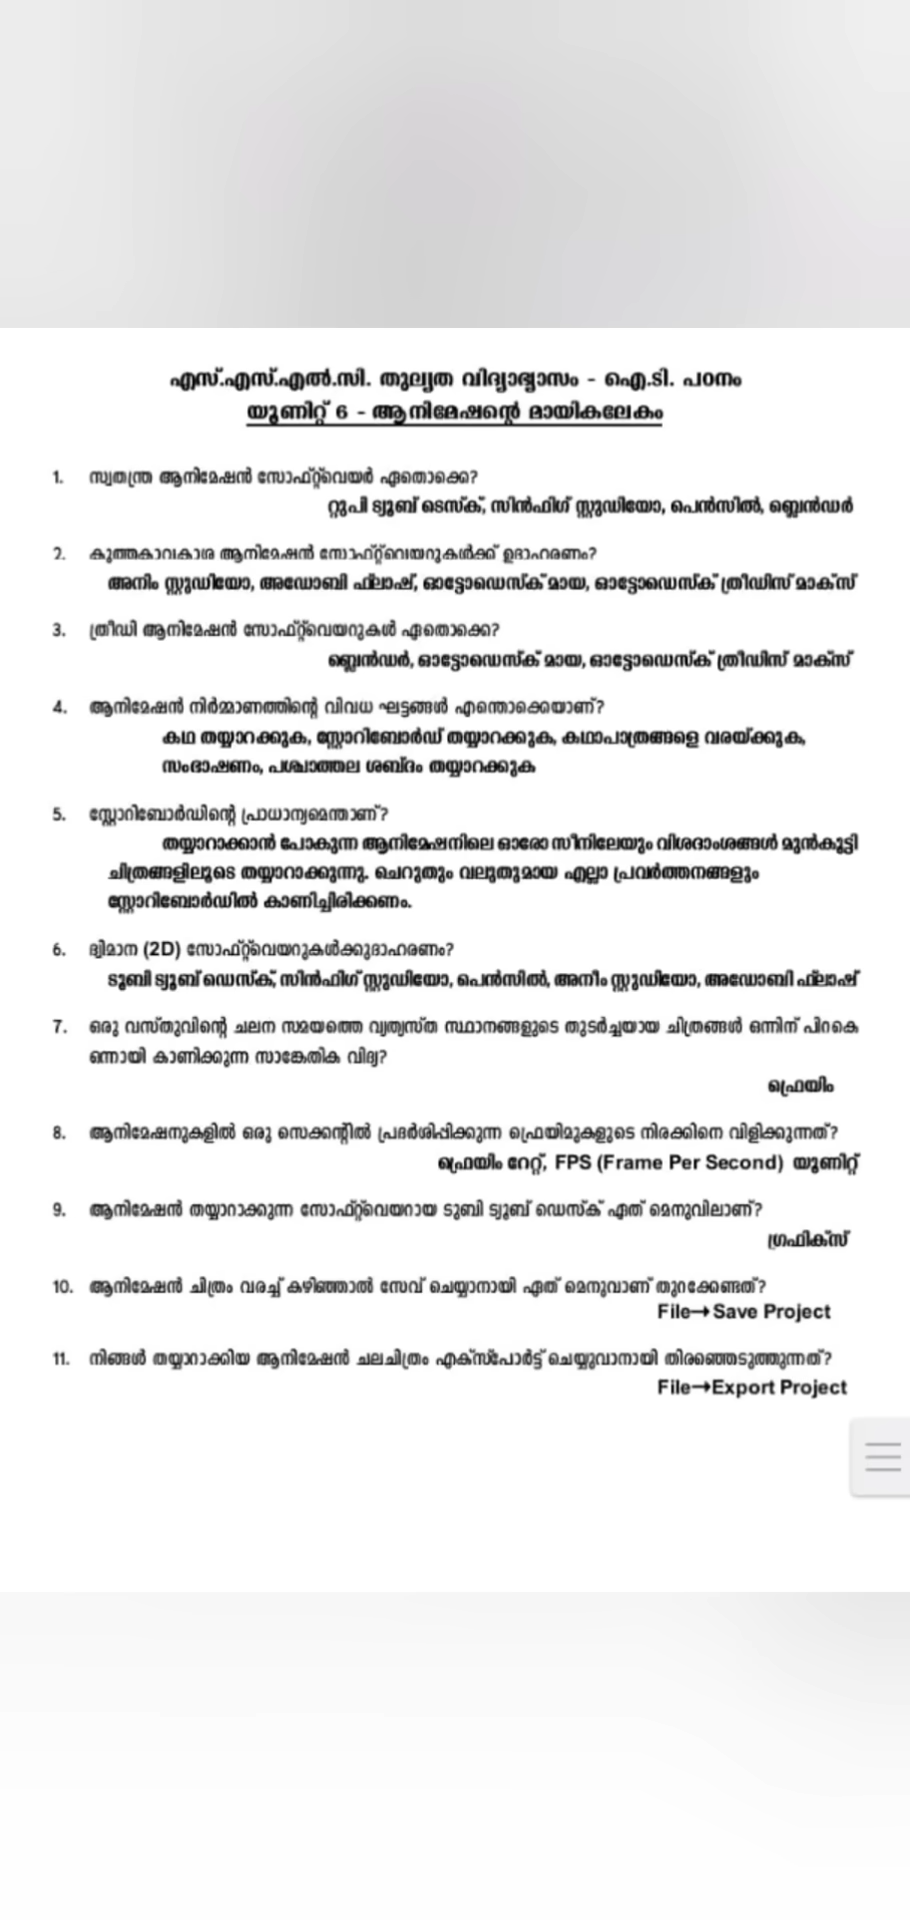 എസ്.എസ്.എൽ.സി. തുല്യത വിദ്യാഭ്യാസം - ഐ.ടി. പഠനം
യൂണിറ്റ് 6 - ആനിമേഷന്റെ മായികലോകം
1. സ്വതന്ത്ര ആനിമേഷൻ സോഫ്റ്റ്‌വെയർ ഏതൊക്കെ?
റ്റുപി ട്യൂബ് ടെസ്ക്, സിൻഫിഗ് സ്റ്റുഡിയോ, പെൻസിൽ, ബ്ലെൻഡർ
2. കുത്തകാവകാശ ആനിമേഷൻ സോഫ്റ്റ്‌വെയറുകൾക്ക് ഉദാഹരണം?
അനിം സ്റ്റുഡിയോ, അഡോബി ഫ്ലാഷ്, ഓട്ടോഡെസ്ക് മായ, ഓട്ടോഡെസ്ക് ത്രീഡിസ് മാക്സ്
3. ത്രീഡി ആനിമേഷൻ സോഫ്റ്റ്‌വെയറുകൾ ഏതൊക്കെ?
ബ്ലെൻഡർ, ഓട്ടോഡെസ്ക് മായ, ഓട്ടോഡെസ്ക് ത്രീഡിസ് മാക്സ്
4. ആനിമേഷൻ നിർമ്മാണത്തിന്റെ വിവധ ഘട്ടങ്ങൾ എന്തൊക്കെയാണ്?
കഥ തയ്യാറക്കുക, സ്റ്റോറിബോർഡ് തയ്യാറക്കുക, കഥാപാത്രങ്ങളെ വരയ്ക്കുക,
സംഭാഷണം, പശ്ചാത്തല ശബ്ദം തയ്യാറക്കുക
5. സ്റ്റോറിബോർഡിന്റെ പ്രാധാന്യമെന്താണ്?
തയ്യാറാക്കാൻ പോകുന്ന ആനിമേഷനിലെ ഓരോ സീനിലേയും വിശദാംശങ്ങൾ മുൻകൂട്ടി
ചിത്രങ്ങളിലൂടെ തയ്യാറാക്കുന്നു. ചെറുതും വലുതുമായ എല്ലാ പ്രവർത്തനങ്ങളും
സ്റ്റോറിബോർഡിൽ കാണിച്ചിരിക്കണം.
6. ദ്വിമാന (2D) സോഫ്റ്റ്‌വെയറുകൾക്കുദാഹരണം?
ടുബി ട്യൂബ് ഡെസ്ക്, സിൻഫിഗ് സ്റ്റുഡിയോ, പെൻസിൽ, അനീം സ്റ്റുഡിയോ, അഡോബി ഫ്ലാഷ്
7. ഒരു വസ്തുവിന്റെ ചലന സമയത്തെ വ്യത്യസ്ത സ്ഥാനങ്ങളുടെ തുടർച്ചയായ ചിത്രങ്ങൾ ഒന്നിന് പിറകെ
ഒന്നായി കാണിക്കുന്ന സാങ്കേതിക വിദ്യ?
ഫ്രെയിം
8. ആനിമേഷനുകളിൽ ഒരു സെക്കന്റിൽ പ്രദർശിപ്പിക്കുന്ന ഫ്രെയിമുകളുടെ നിരക്കിനെ വിളിക്കുന്നത്?
ഫ്രെയിം റേറ്റ്, FPS (Frame Per Second) യൂണിറ്റ്
9. ആനിമേഷൻ തയ്യാറാക്കുന്ന സോഫ്റ്റ്‌വെയറായ ടുബി ട്യൂബ് ഡെസ്ക് ഏത് മെനുവിലാണ്?
ഗ്രഫിക്സ്
10. ആനിമേഷൻ ചിത്രം വരച്ച് കഴിഞ്ഞാൽ സേവ് ചെയ്യാനായി ഏത് മെനുവാണ് തുറക്കേണ്ടത്?
File→Save Project
11. നിങ്ങൾ തയ്യാറാക്കിയ ആനിമേഷൻ ചലചിത്രം എക്സ്പോർട്ട് ചെയ്യുവാനായി തിരഞ്ഞെടുത്തുന്നത്?
File→Export Project